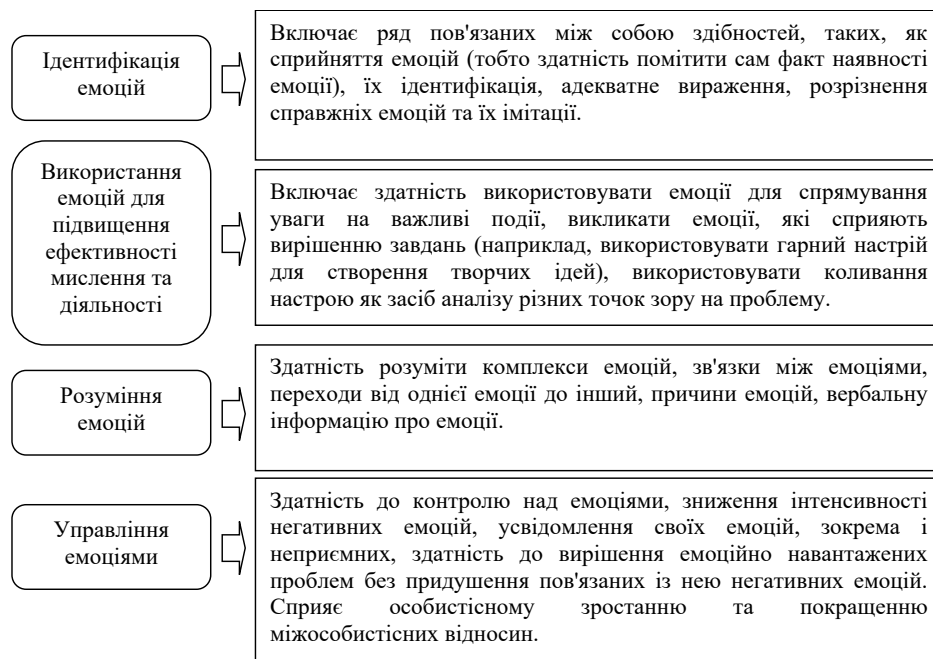 Ідентифікація
емоцій
Включає ряд пов'язаних між собою здібностей, таких, як
сприйняття емоцій (тобто здатність помітити сам факт наявності
емоції), їх ідентифікація, адекватне вираження, розрізнення
справжніх емоцій та їх імітації.
Використання
емоцій для
підвищення
ефективності
мислення та
діяльності
Включає здатність використовувати емоції для спрямування
уваги на важливі події, викликати емоції, які сприяють
вирішенню завдань (наприклад, використовувати гарний настрій
для створення творчих ідей), використовувати коливання
настрою як засіб аналізу різних точок зору на проблему.
Розуміння
емоцій
Здатність розуміти комплекси емоцій, зв'язки між емоціями,
переходи від однієї емоції до інший, причини емоцій, вербальну
інформацію про емоції.
Управління
емоціями
Здатність до контролю над емоціями, зниження інтенсивності
негативних емоцій, усвідомлення своїх емоцій, зокрема і
неприємних, здатність до вирішення емоційно навантажених
проблем без придушення пов'язаних із нею негативних емоцій.
Сприяє особистісному зростанню та покращенню
міжособистісних відносин.